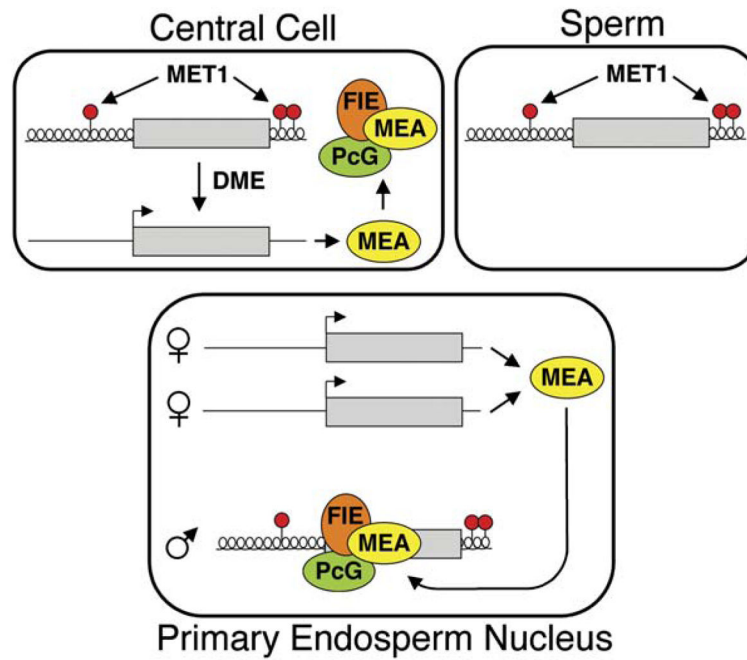 Central Cell
Sperm
MET1
FIE
MEA
PcG
DME
MEA
MET1
♀
MEA
♀
FIE
♂
MEA
PcG
Primary Endosperm Nucleus